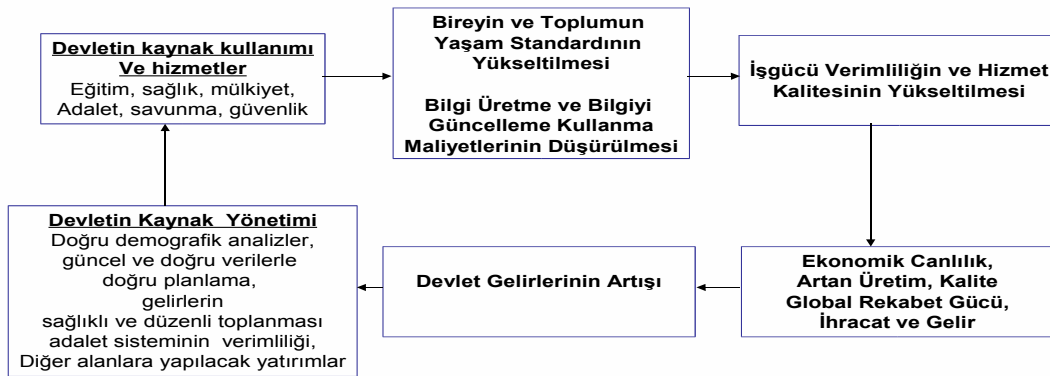 Devletin kaynak kullanımı
Ve hizmetler
Eğitim, sağlık, mülkiyet,
Adalet, savunma, güvenlik
Bireyin ve Toplumun
Yaşam Standardının
Yükseltilmesi
Bilgi Üretme ve Bilgiyi
Güncelleme Kullanma
Maliyetlerinin Düşürülmesi
İşgücü Verimliliğin ve Hizmet
Kalitesinin Yükseltilmesi
Ekonomik Canlılık,
Artan Üretim, Kalite
Global Rekabet Gücü,
İhracat ve Gelir
Devlet Gelirlerinin Artışı
Devletin Kaynak Yönetimi
Doğru demografik analizler,
güncel ve doğru verilerle
doğru planlama,
gelirlerin
sağlıklı ve düzenli toplanması
adalet sisteminin verimliliği,
Diğer alanlara yapılacak yatırımlar